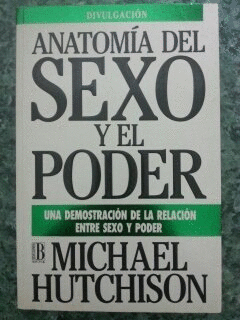 DIVULGACIÓN
ANATOMÍA DEL
SEXO
Y EL
PODER
UNA DEMOSTRACIÓN DE LA RELACIÓN
ENTRE SEXO Y PODER
B
MICHAEL
HUTCHISON